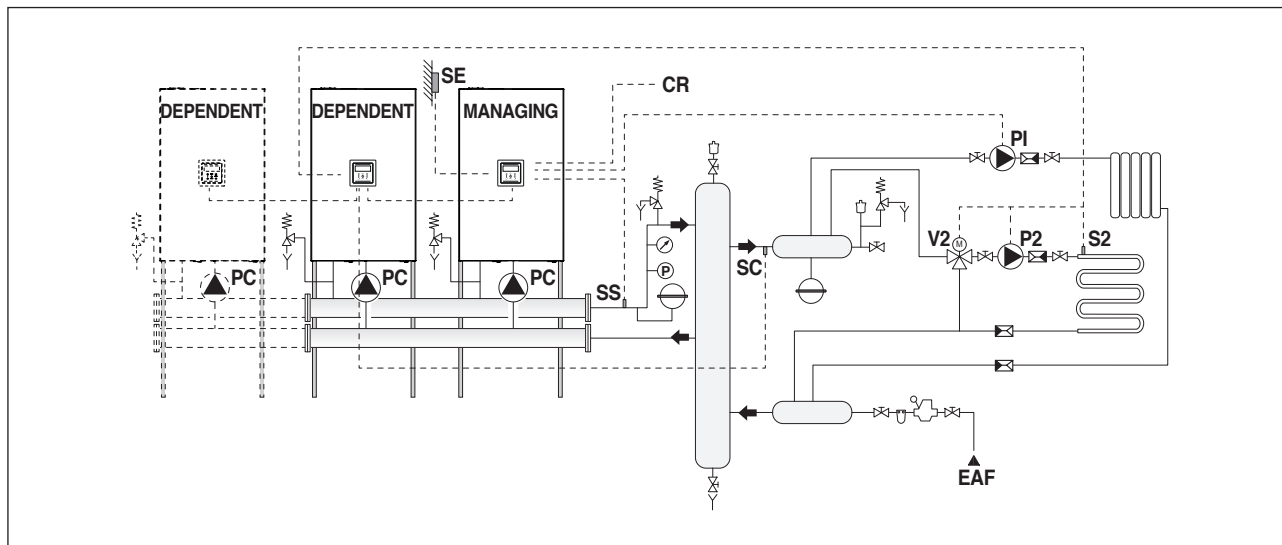 SE
CR
DEPENDENT
DEPENDENT
MANAGING
PI
V2
M
P2
S2
PC
PC
PC
SS
P
SC
EAF